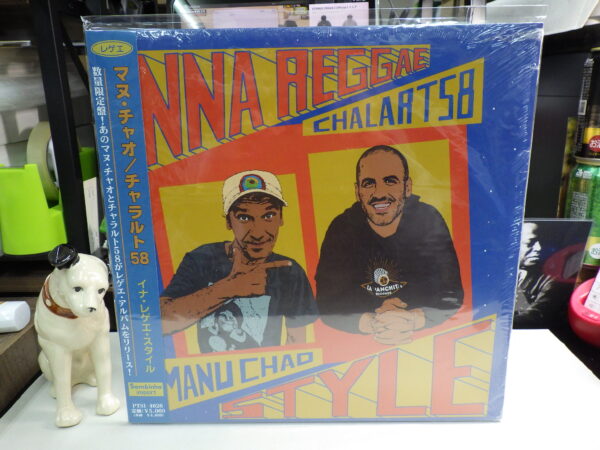 レゲエ
マヌ・チャオ/チャラルト58
イナ・レゲエ・スタイル
数量限定盤!あのマヌ・チャオとチャラルト58がレゲエ・アルバムをリリース!
Sambinha
import
PTSI-4026
NNA REGGAE
CHALART58
MANU CHAO
STYLE